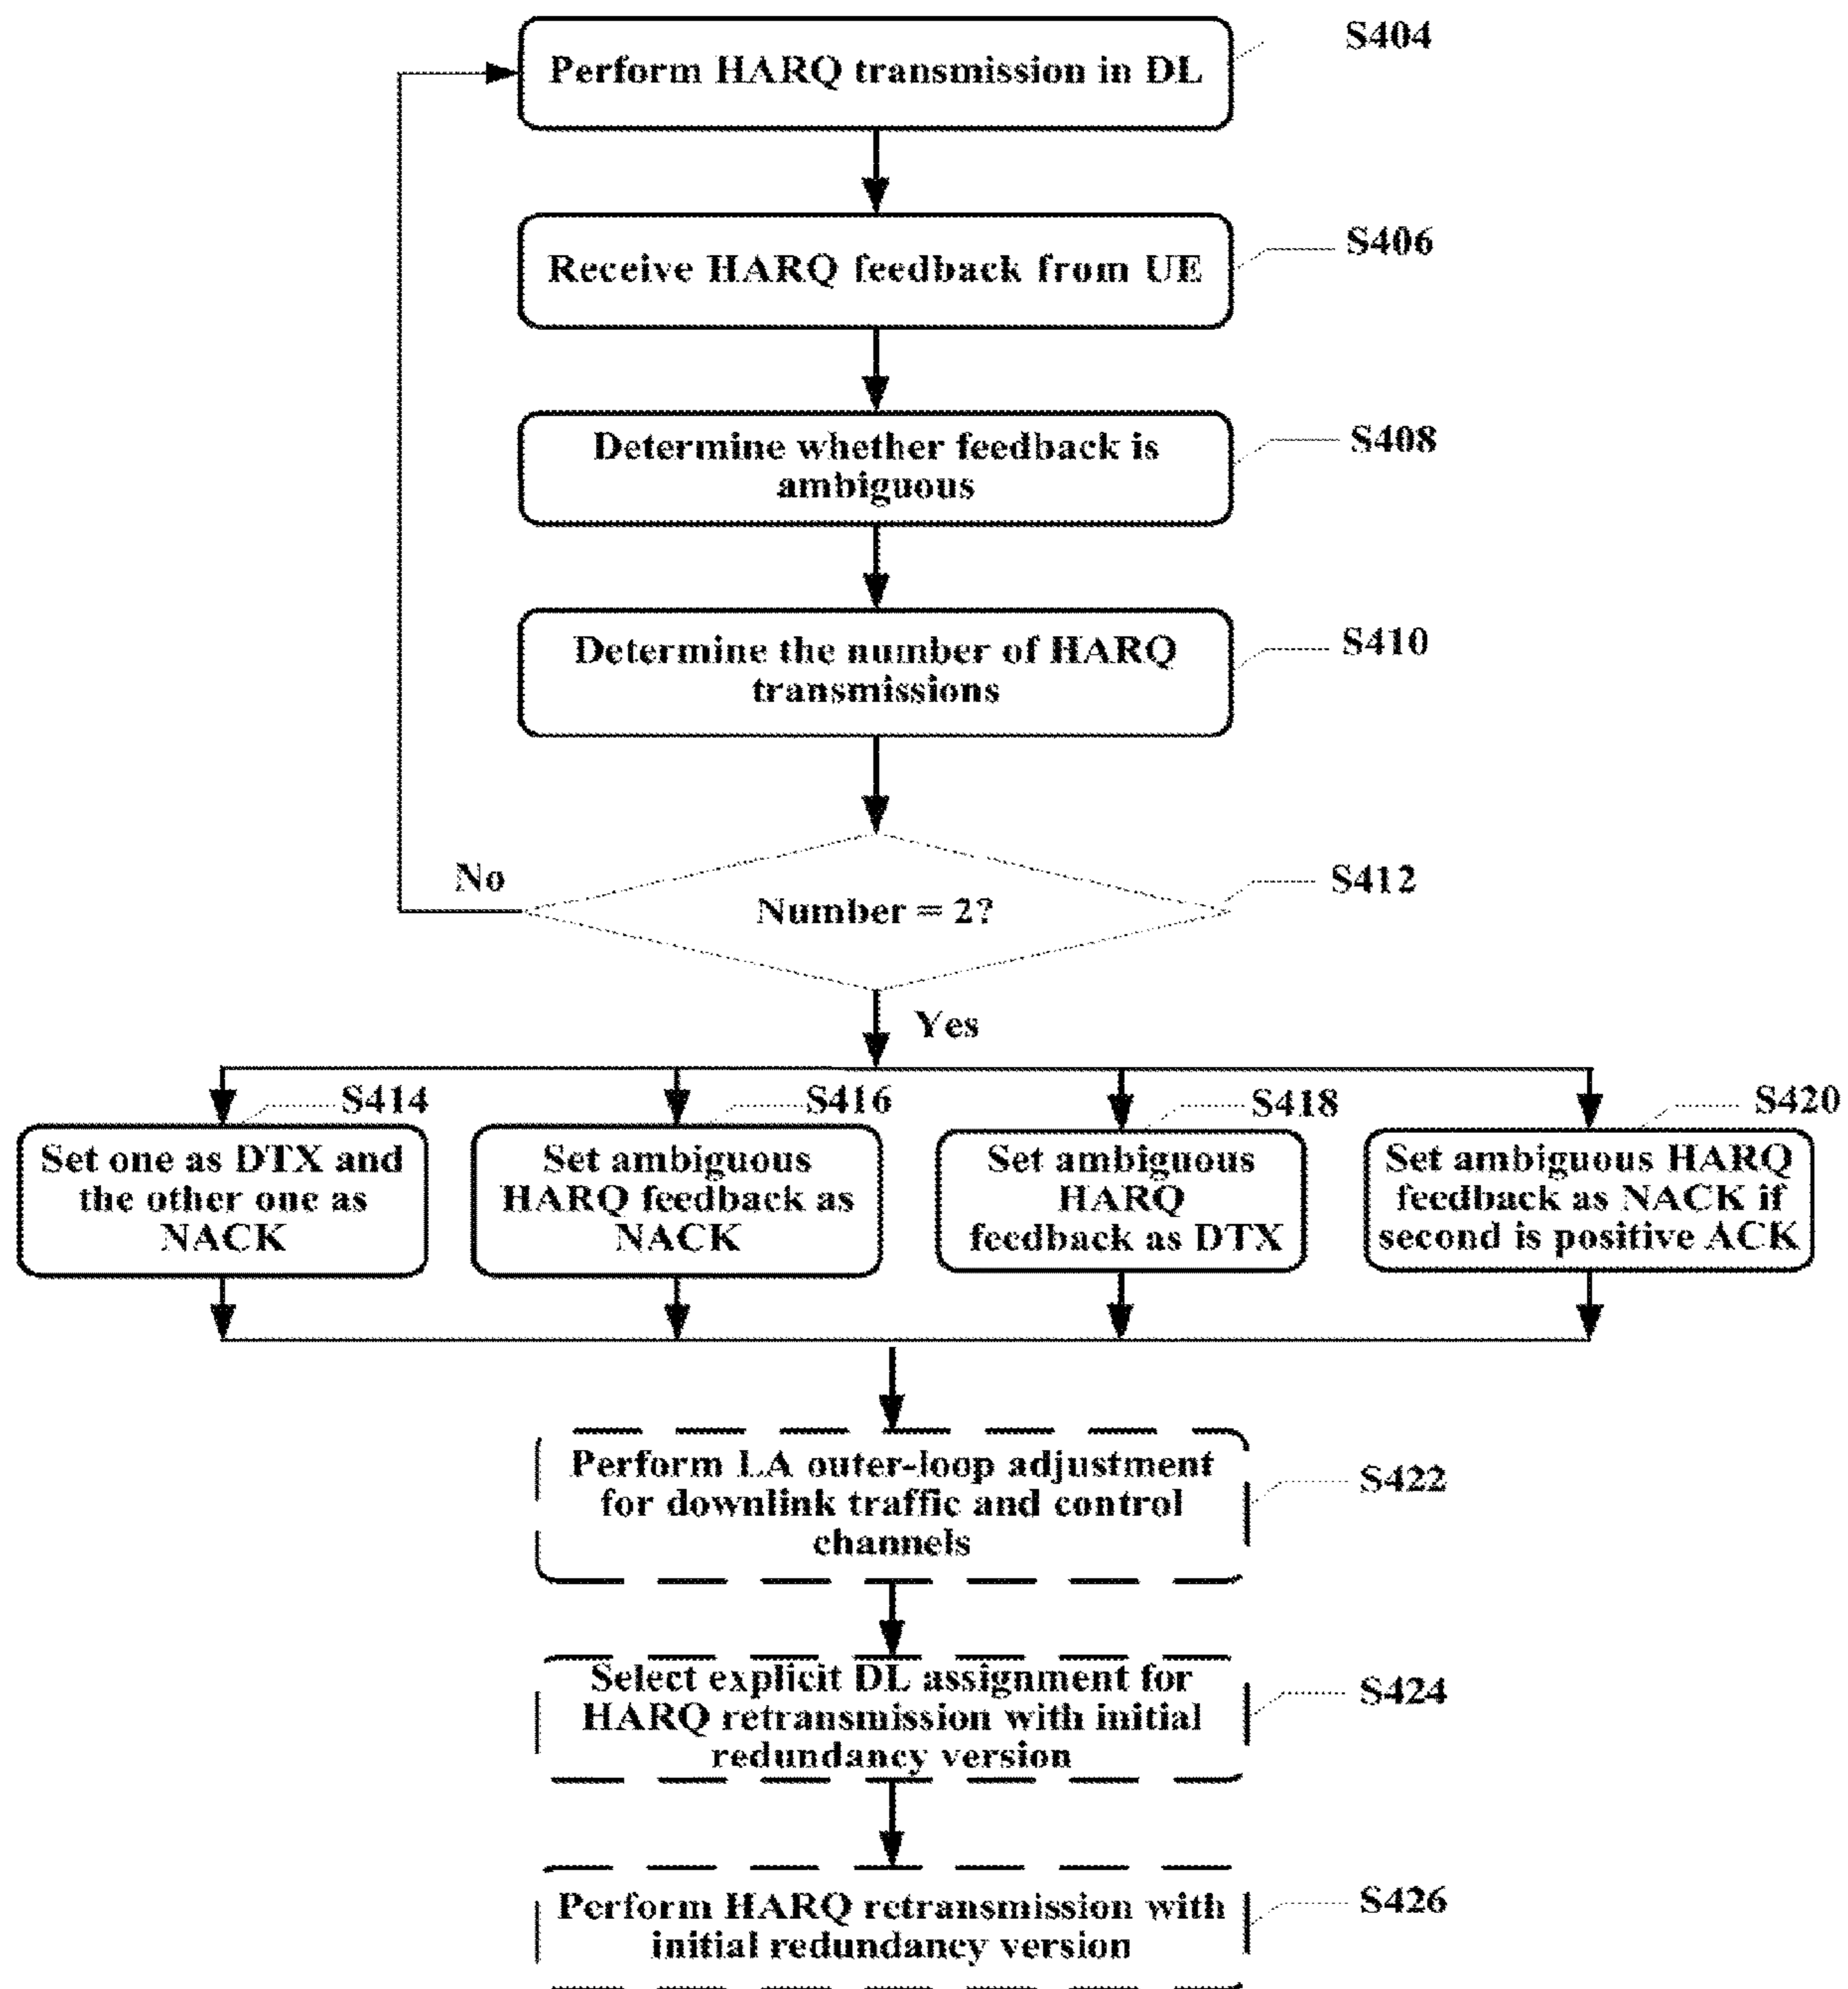 S404
Perform HARQ transmission in DL
S406
Receive HARQ feedback from UE
S408
Determine whether feedback is
ambiguous
S410
Determine the number of HARQ
transmissions
No
S412
Number = 2?
Yes
S414
Set one as DTX and
the other one as
NACK
S416
Set ambiguous
HARQ feedback as
NACK
S418
Set ambiguous
HARQ
feedback as DTX
S420
Set ambiguous HARQ
feedback as NACK if
second is positive ACK
Perform LA outer-loop adjustment
for downlink traffic and control
channels
S422
Select explicit DL assignment for
HARQ retransmission with initial
redundancy version
S424
Perform HARQ retransmission with
initial redundancy version
S426